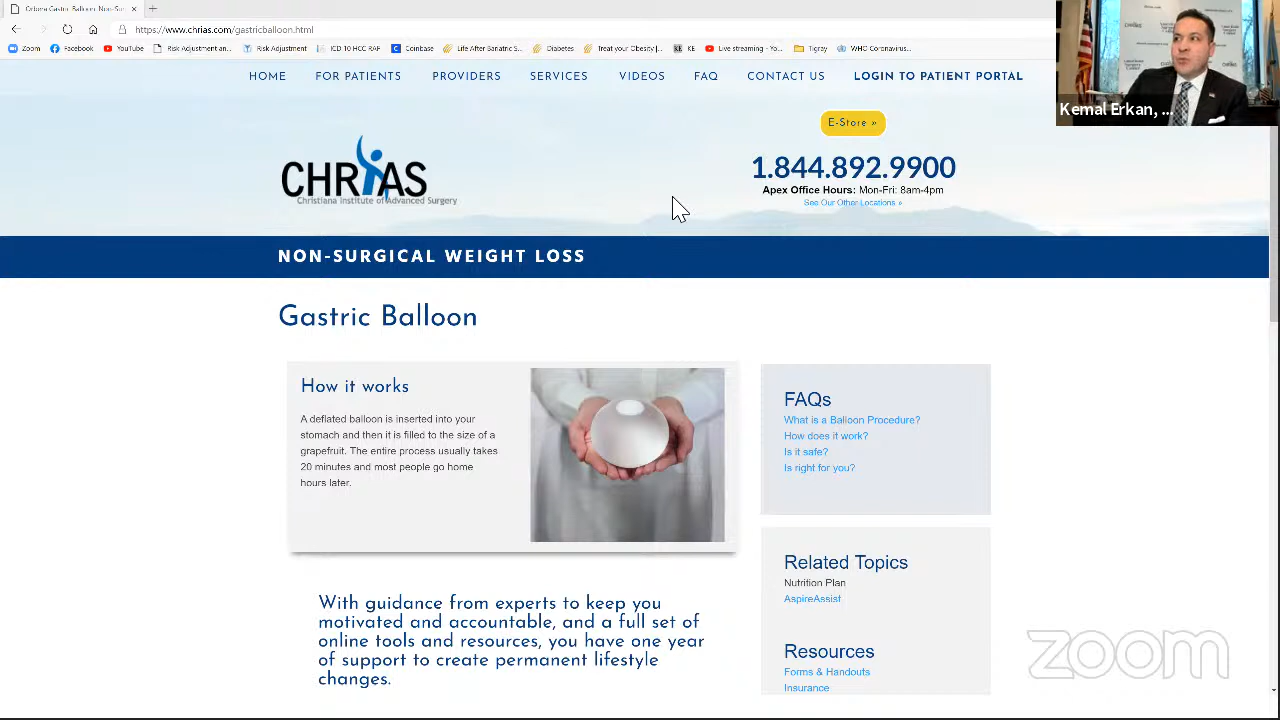 Orbera Gastric Balloon: Non-Sur
https://www.chrias.com/gastricballoon.html
Zoom Facebook YouTube Risk Adjustment an... Risk Adjustment ICD 10 HCC RAF Coinbase Diabetes Treat your Obesity,... KE Live streaming - Yo... Tigray WHO Coronavirus...
HOME FOR PATIENTS PROVIDERS SERVICES VIDEOS FAQ CONTACT US LOGIN TO PATIENT PORTAL
Kemal Erkan, ...
E-Store »
CHRIAS
Christiana Institute of Advanced Surgery
1.844.892.9900
Apex Office Hours: Mon-Fri: 8am-4pm
See Our Other Locations »
NON-SURGICAL WEIGHT LOSS
Gastric Balloon
How it works
A deflated balloon is inserted into your
stomach and then it is filled to the size of a
grapefruit. The entire process usually takes
20 minutes and most people go home
hours later.
FAQs
What is a Balloon Procedure?
How does it work?
Is it safe?
Is right for you?
With guidance from experts to keep you
motivated and accountable, and a full set of
online tools and resources, you have one year
of support to create permanent lifestyle
changes.
Related Topics
Nutrition Plan
AspireAssist
Resources
Forms & Handouts
Insurance
zoom